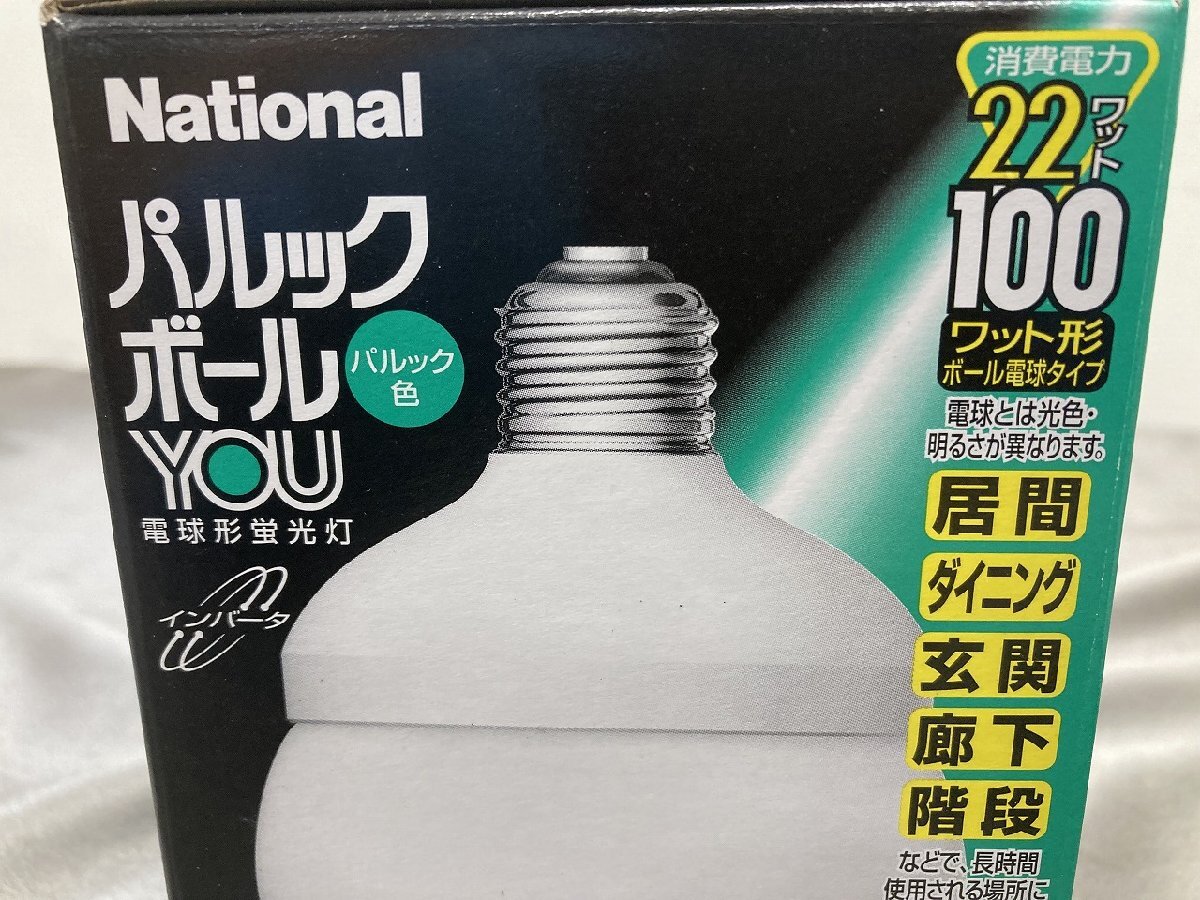 National
パルック
ボール
YOU
パルック
色
電球形蛍光灯
インバータ
消費電力
22ワット
100
ワット形
ボール電球タイプ
電球とは光色・
明るさが異なります。
居間
ダイニング
玄関
廊下
階段
などで、長時間
使用される場所に